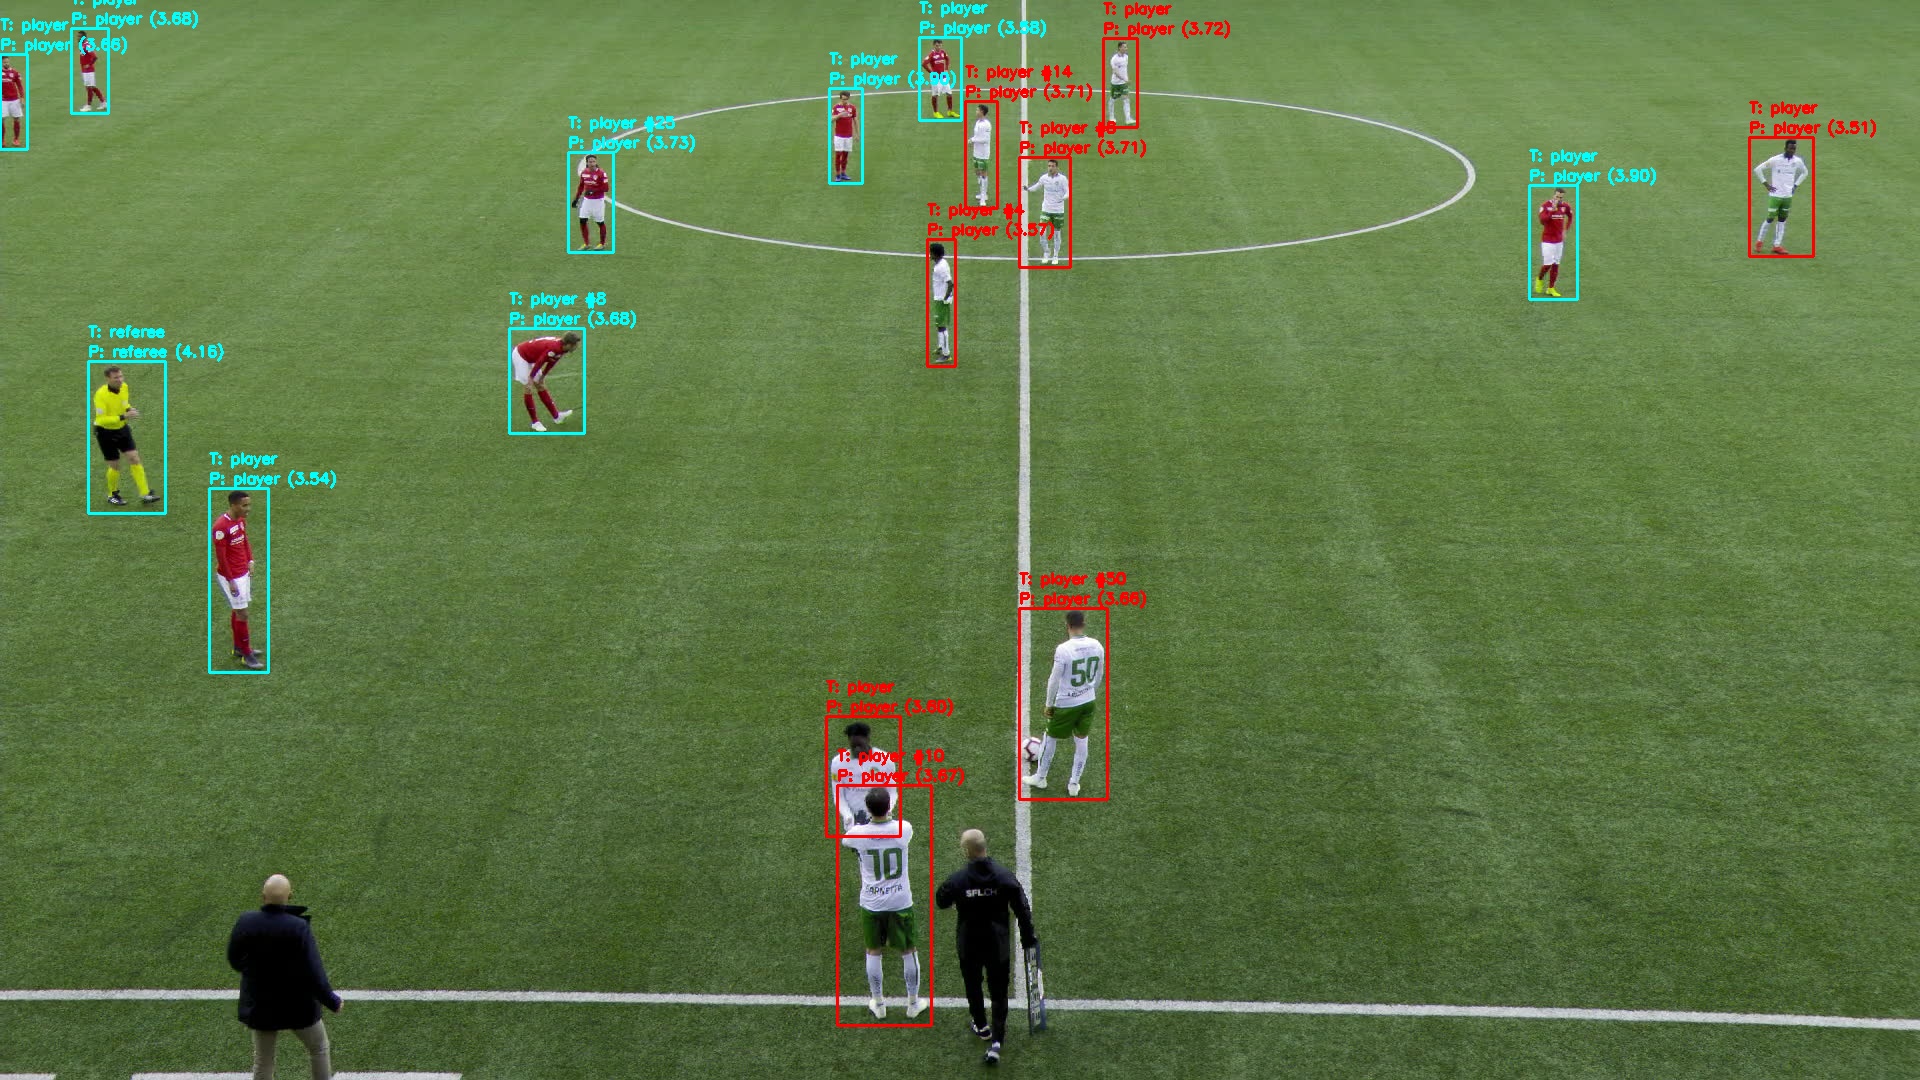 T: player
P: player (3.68)
T: player
P: player (3.66)
T: player
P: player (3.58)
T: player
P: player (3.72)
T: player
P: player (3.90)
T: player #14
P: player (3.71)
T: player
P: player (3.51)
T: player #25
P: player (3.73)
T: player #6
P: player (3.71)
T: player
P: player (3.90)
T: player #4
P: player (3.57)
T: player #8
P: player (3.68)
T: referee
P: referee (4.16)
T: player
P: player (3.54)
T: player #50
P: player (3.66)
50
T: player
P: player (3.60)
T: player #10
P: player (3.67)
10
SFL.CH